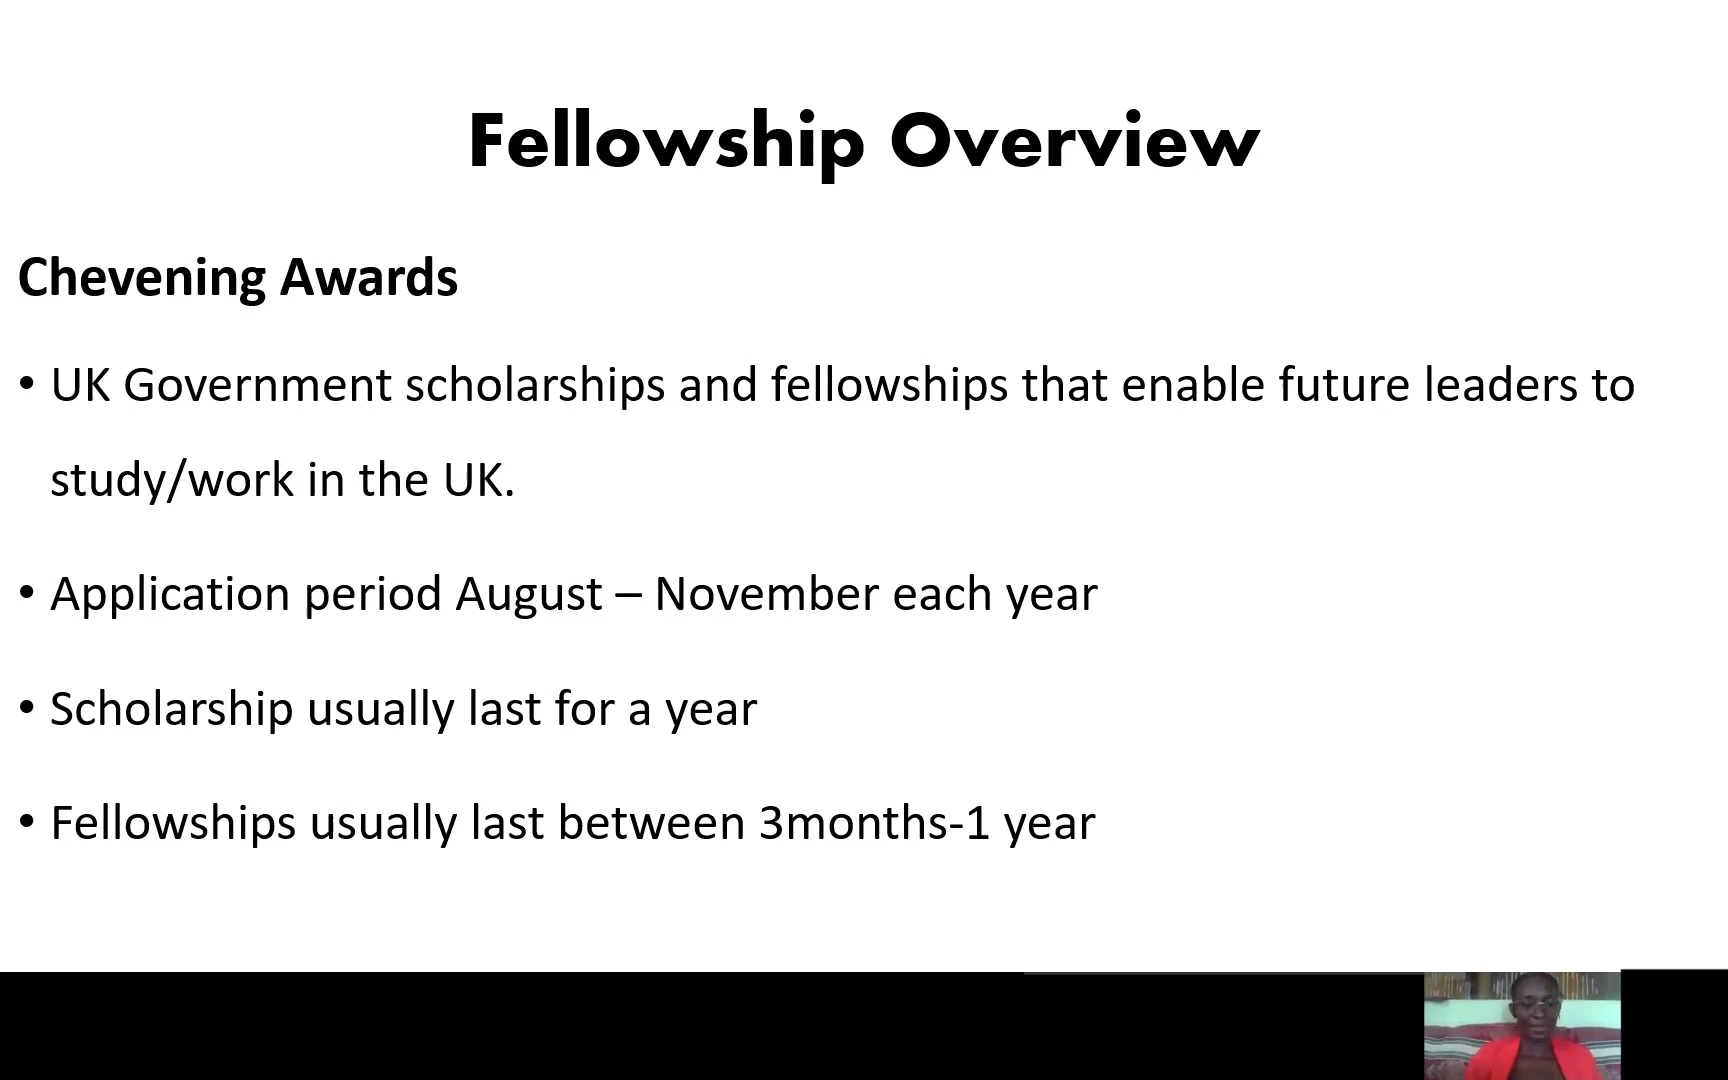 Fellowship Overview
Chevening Awards
• UK Government scholarships and fellowships that enable future leaders to
study/work in the UK.
• Application period August – November each year
• Scholarship usually last for a year
• Fellowships usually last between 3months-1 year